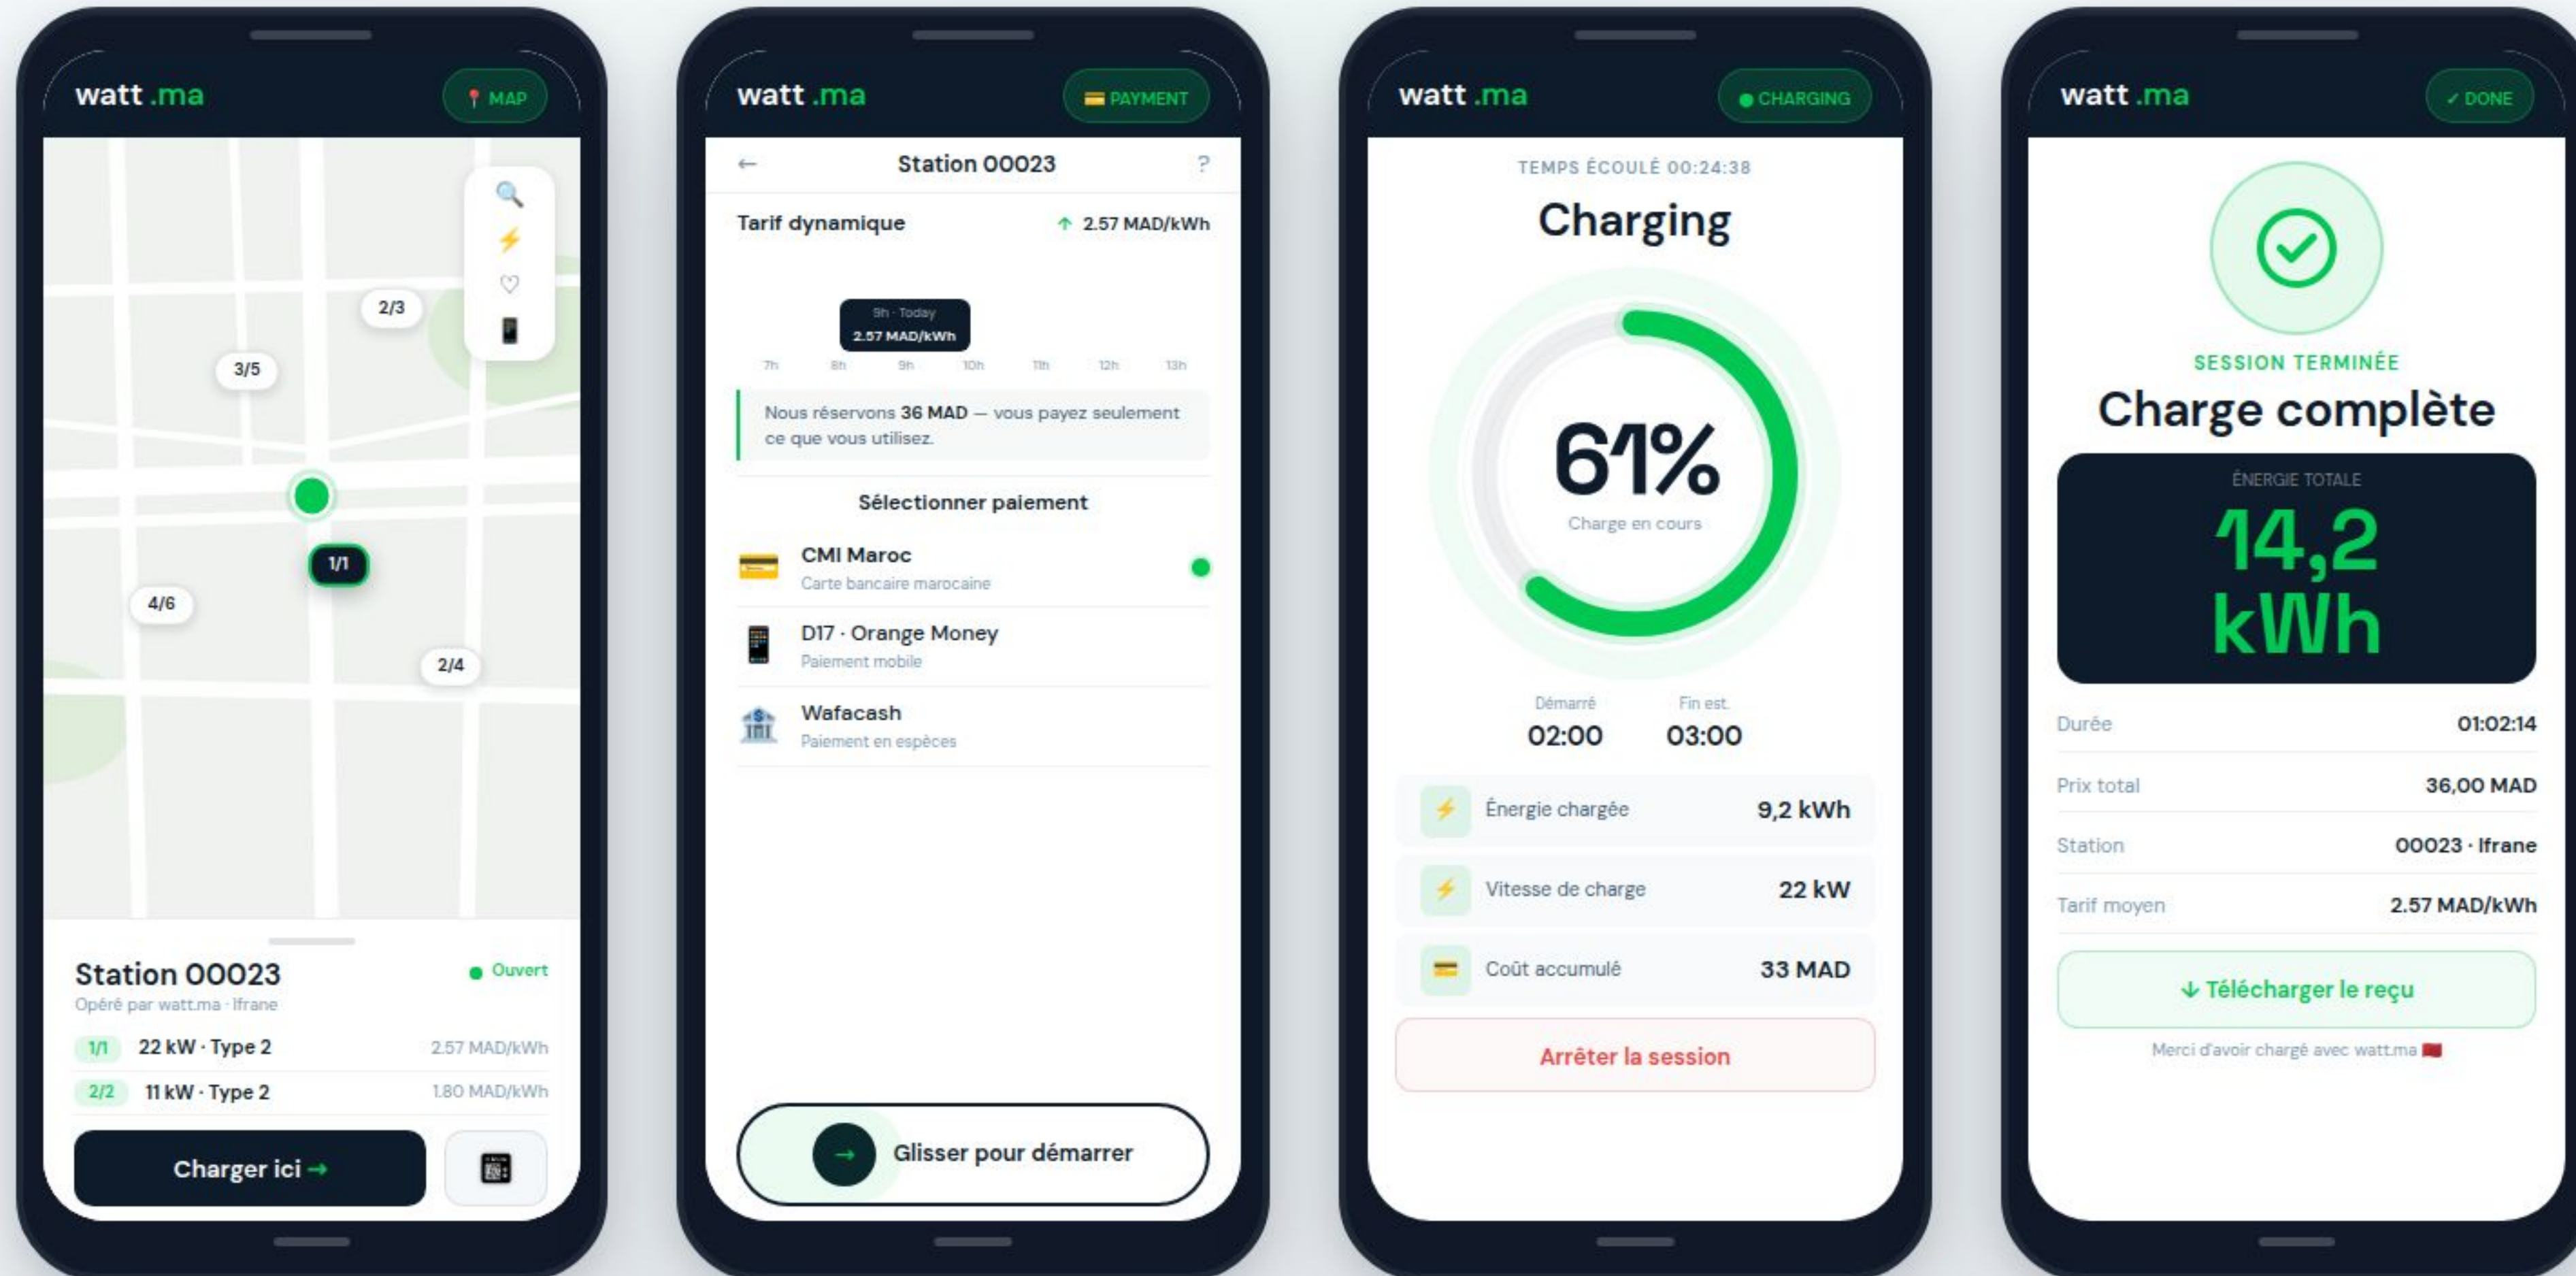 watt .ma
MAP
2/3
3/5
1/1
4/6
2/4
Station 00023
Ouvert
Opéré par watt.ma · Ifrane
1/1 22 kW · Type 2 2.57 MAD/kWh
2/2 11 kW · Type 2 1.80 MAD/kWh
Charger ici →
watt .ma
PAYMENT
← Station 00023 ?
Tarif dynamique ↑ 2.57 MAD/kWh
9h · Today
2.57 MAD/kWh
7h 8h 9h 10h 11h 12h 13h
Nous réservons 36 MAD — vous payez seulement
ce que vous utilisez.
Sélectionner paiement
CMI Maroc
Carte bancaire marocaine
D17 · Orange Money
Paiement mobile
Wafacash
Paiement en espèces
→ Glisser pour démarrer
watt .ma
CHARGING
TEMPS ÉCOULÉ 00:24:38
Charging
61%
Charge en cours
Démarré Fin est.
02:00 03:00
Énergie chargée 9,2 kWh
Vitesse de charge 22 kW
Coût accumulé 33 MAD
Arrêter la session
watt .ma
✓ DONE
SESSION TERMINÉE
Charge complète
ÉNERGIE TOTALE
14,2
kWh
Durée 01:02:14
Prix total 36,00 MAD
Station 00023 · Ifrane
Tarif moyen 2.57 MAD/kWh
↓ Télécharger le reçu
Merci d'avoir chargé avec watt.ma 🇲🇦